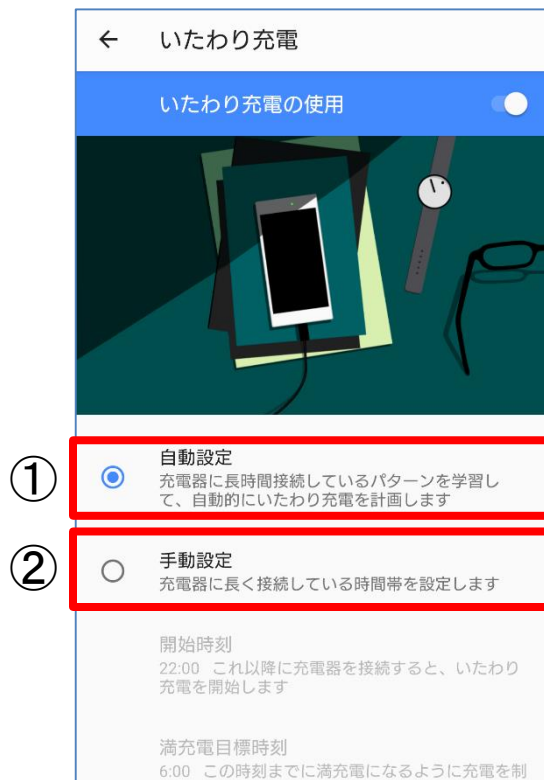 ← いたわり充電
いたわり充電の使用
①
自動設定
充電器に長時間接続しているパターンを学習し
て、自動的にいたわり充電を計画します
②
手動設定
充電器に長く接続している時間帯を設定します
開始時刻
22:00 これ以降に充電器を接続すると、いたわり
充電を開始します
満充電目標時刻
6:00 この時刻までに満充電になるように充電を制